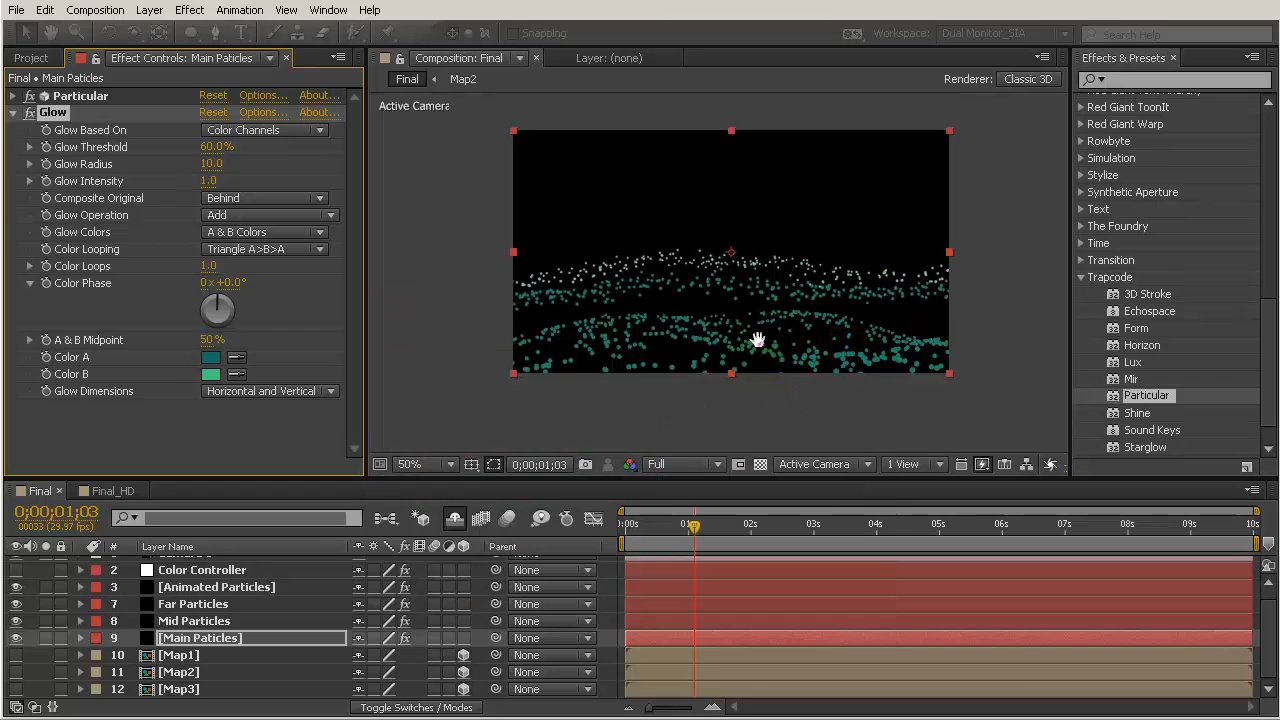 File Edit Composition Layer Effect Animation View Window Help
Snapping Workspace: Dual Monitor_SIA Search Help
Project Effect Controls: Main Paticles Composition: Final Layer: (none) Effects & Presets
Final • Main Paticles Final Map2 Renderer: Classic 3D
Particular Reset Options... About...
Active Camera
Glow Reset Options... About...
Glow Based On Color Channels
Glow Threshold 60.0%
Glow Radius 10.0
Glow Intensity 1.0
Composite Original Behind
Glow Operation Add
Glow Colors A & B Colors
Color Looping Triangle A>B>A
Color Loops 1.0
Color Phase 0 x+0.0°
A & B Midpoint 50 %
Color A
Color B
Glow Dimensions Horizontal and Vertical
Red Giant ToonIt
Red Giant Warp
Rowbyte
Simulation
Stylize
Synthetic Aperture
Text
The Foundry
Time
Transition
Trapcode
3D Stroke
Echospace
Form
Horizon
Lux
Mir
Particular
Shine
Sound Keys
Starglow
50% 0;00;01;03 Full Active Camera 1 View
Final Final_HD
0;00;01;03
00033 (29.97 fps)
:00s 02s 03s 04s 05s 06s 07s 08s 09s 10s
# Layer Name Parent
2 Color Controller None
3 [Animated Particles] None
7 Far Particles None
8 Mid Particles None
9 [Main Paticles] None
10 [Map1] None
11 [Map2] None
12 [Map3] None
Toggle Switches / Modes